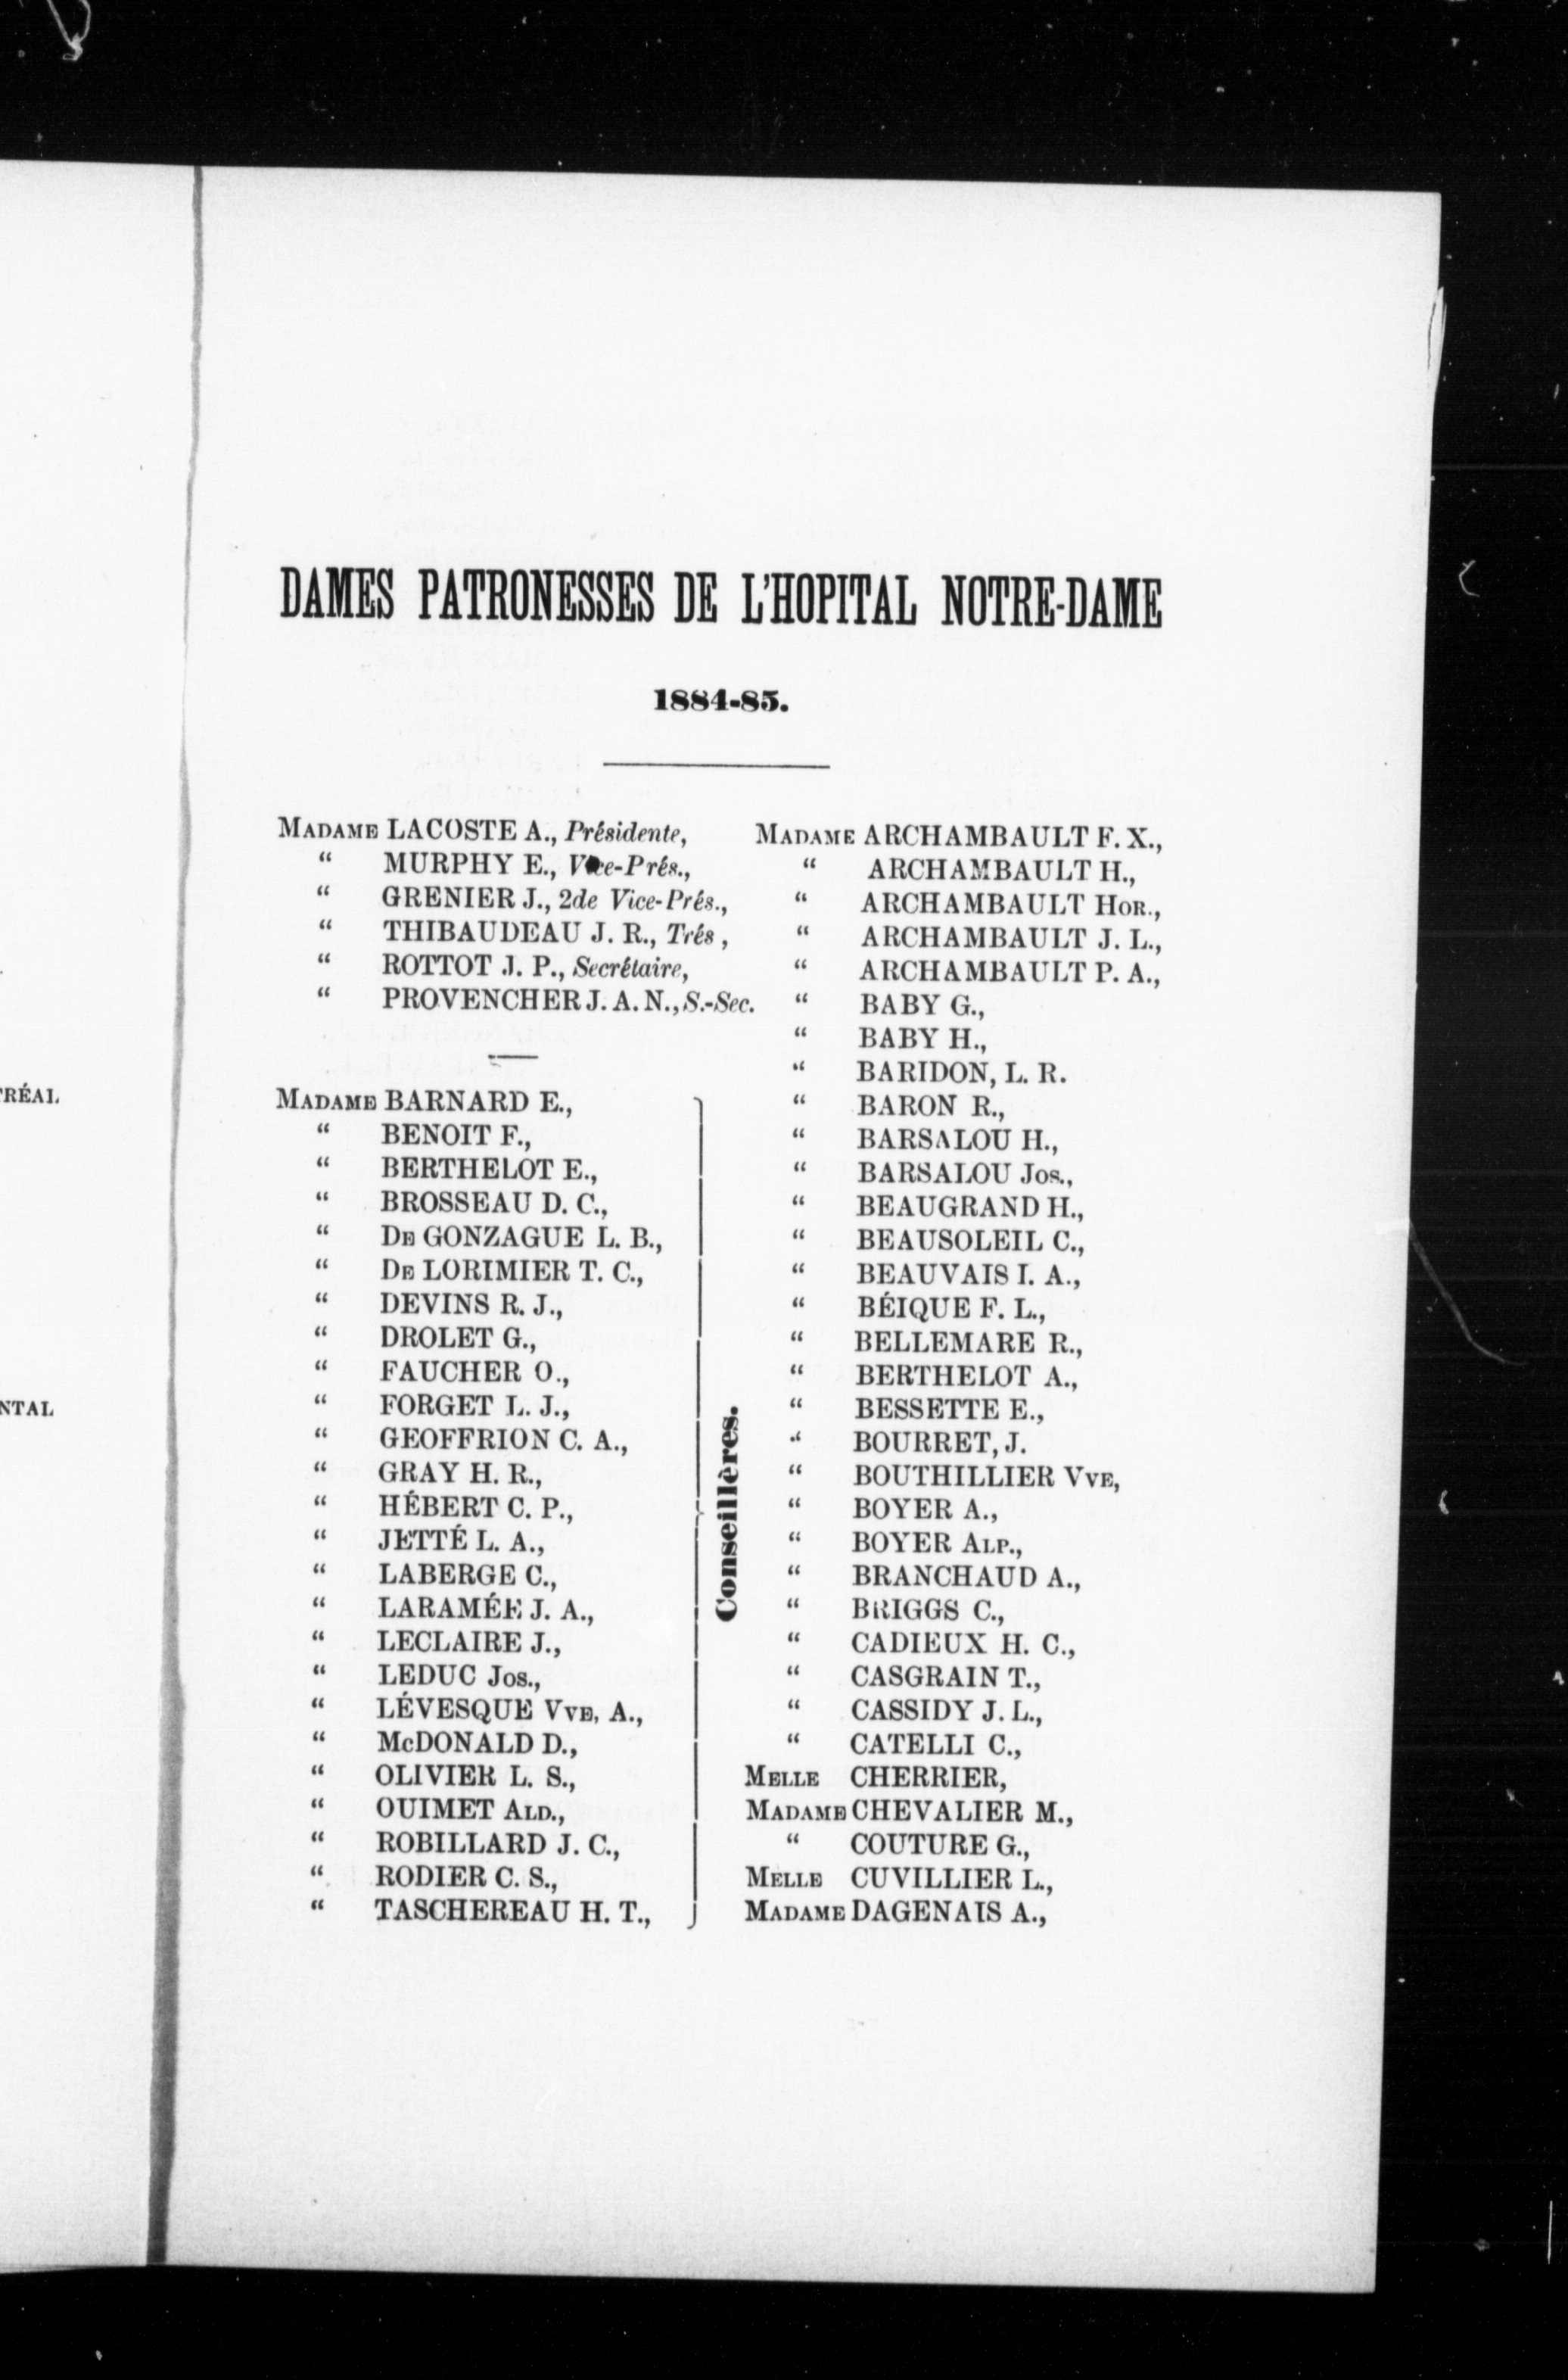 DAMES PATRONESSES DE L'HOPITAL NOTRE-DAME
1884-85.
MADAME LACOSTE A., Présidente,
“ MURPHY E., Vice-Prés.,
“ GRENIER J., 2de Vice-Prés.,
“ THIBAUDEAU J. R., Trés,
“ ROTTOT J. P., Secrétaire,
“ PROVENCHER J. A. N., S.-Sec.
MADAME BARNARD E.,
“ BENOIT F.,
“ BERTHELOT E.,
“ BROSSEAU D. C.,
“ DE GONZAGUE L. B.,
“ DE LORIMIER T. C.,
“ DEVINS R. J.,
“ DROLET G.,
“ FAUCHER O.,
“ FORGET L. J.,
“ GEOFFRION C. A.,
“ GRAY H. R.,
“ HÉBERT C. P.,
“ JETTÉ L. A.,
“ LABERGE C.,
“ LARAMÉE J. A.,
“ LECLAIRE J.,
“ LEDUC Jos.,
“ LÉVESQUE VVE, A.,
“ McDONALD D.,
“ OLIVIER L. S.,
“ OUIMET ALD.,
“ ROBILLARD J. C.,
“ RODIER C. S.,
“ TASCHEREAU H. T.,
Conseillères.
MADAME ARCHAMBAULT F. X.,
“ ARCHAMBAULT H.,
“ ARCHAMBAULT HOR.,
“ ARCHAMBAULT J. L.,
“ ARCHAMBAULT P. A.,
“ BABY G.,
“ BABY H.,
“ BARIDON, L. R.
“ BARON R.,
“ BARSALOU H.,
“ BARSALOU Jos.,
“ BEAUGRAND H.,
“ BEAUSOLEIL C.,
“ BEAUVAIS I. A.,
“ BÉIQUE F. L.,
“ BELLEMARE R.,
“ BERTHELOT A.,
“ BESSETTE E.,
“ BOURRET, J.
“ BOUTHILLIER VVE,
“ BOYER A.,
“ BOYER ALP.,
“ BRANCHAUD A.,
“ BRIGGS C.,
“ CADIEUX H. C.,
“ CASGRAIN T.,
“ CASSIDY J. L.,
“ CATELLI C.,
MELLE CHERRIER,
MADAME CHEVALIER M.,
“ COUTURE G.,
MELLE CUVILLIER L.,
MADAME DAGENAIS A.,